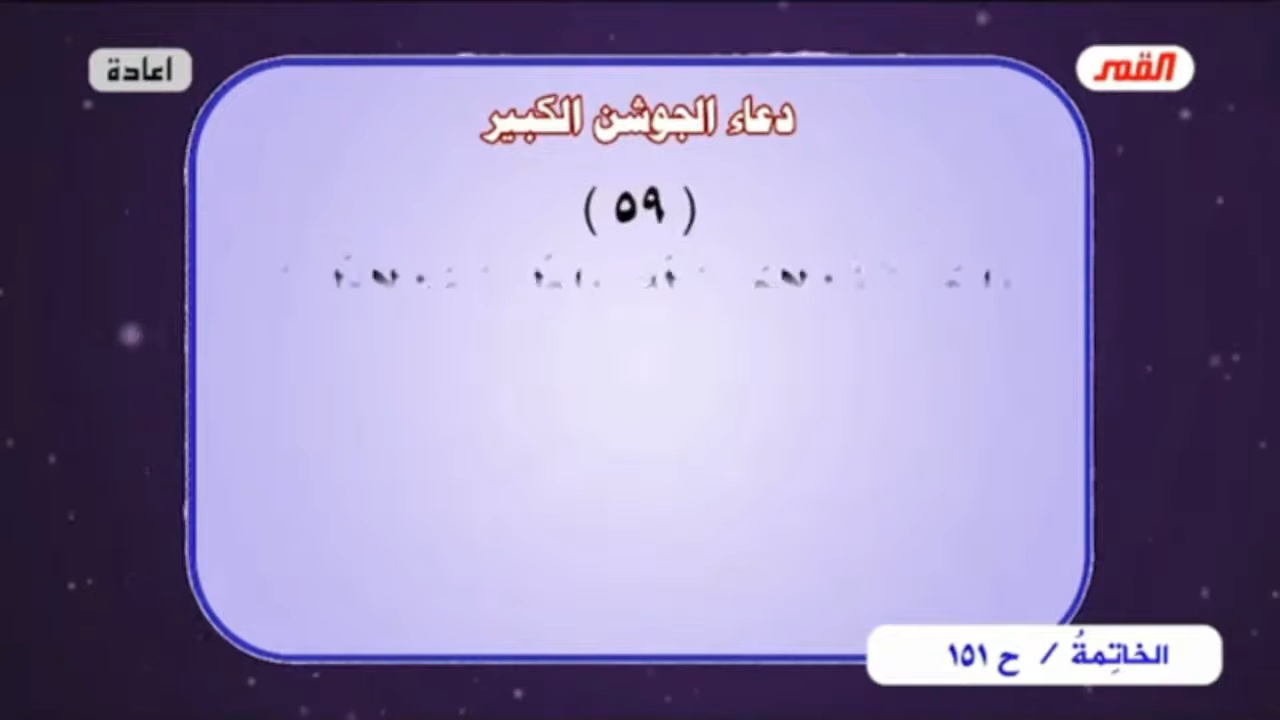 القمر
اعادة
دعاء الجوشن الكبير
( ٥٩ )
الخاتِمةُ / ح ١٥١